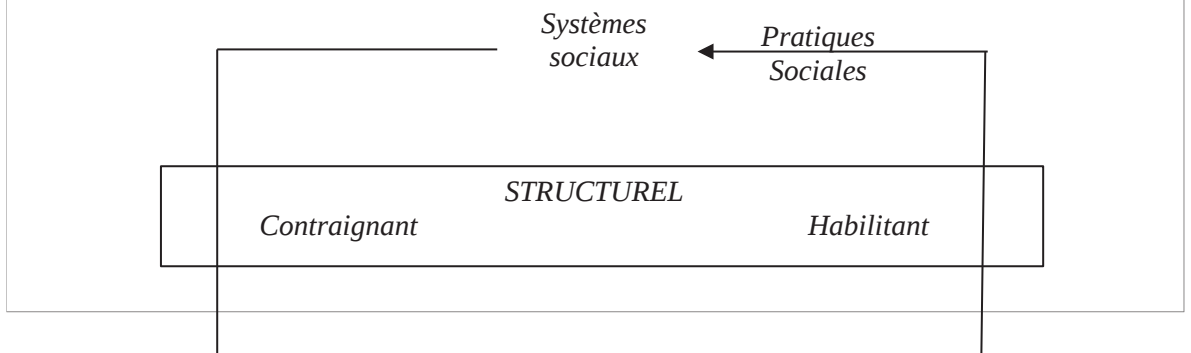 Systèmes
sociaux
Pratiques
Sociales
STRUCTUREL
Contraignant
Habilitant